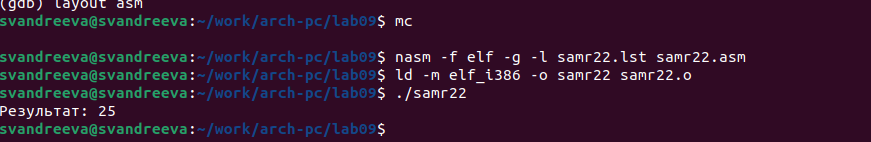 (gdb) layout asm
svandreeva@svandreeva:~/work/arch-pc/lab09$ mc
svandreeva@svandreeva:~/work/arch-pc/lab09$ nasm -f elf -g -l samr22.lst samr22.asm
svandreeva@svandreeva:~/work/arch-pc/lab09$ ld -m elf_i386 -o samr22 samr22.o
svandreeva@svandreeva:~/work/arch-pc/lab09$ ./samr22
Результат: 25
svandreeva@svandreeva:~/work/arch-pc/lab09$